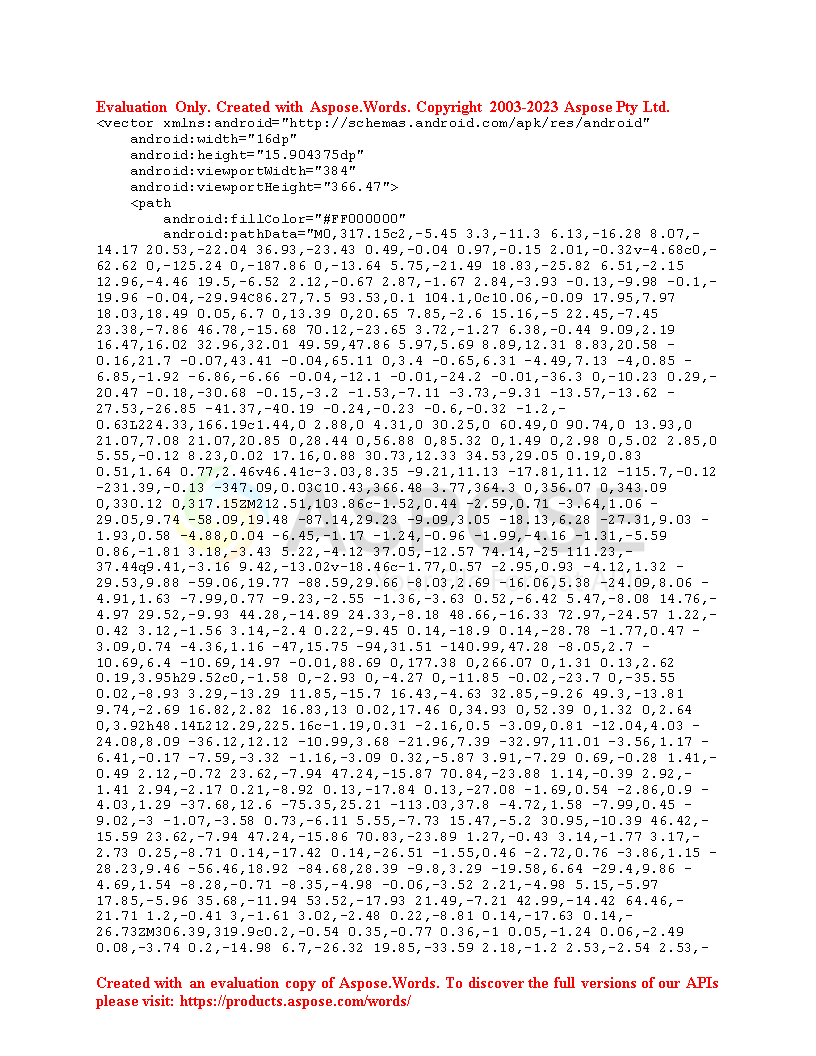 Evaluation Only. Created with Aspose.Words. Copyright 2003-2023 Aspose Pty Ltd.
<vector xmlns:android="http://schemas.android.com/apk/res/android"
android:width="16dp"
android:height="15.904375dp"
android:viewportWidth="384"
android:viewportHeight="366.47">
<path
android:fillColor="#FF000000"
android:pathData="M0,317.15c2,-5.45 3.3,-11.3 6.13,-16.28 8.07,-
14.17 20.53,-22.04 36.93,-23.43 0.49,-0.04 0.97,-0.15 2.01,-0.32v-4.68c0,-
62.62 0,-125.24 0,-187.86 0,-13.64 5.75,-21.49 18.83,-25.82 6.51,-2.15
12.96,-4.46 19.5,-6.52 2.12,-0.67 2.87,-1.67 2.84,-3.93 -0.13,-9.98 -0.1,-
19.96 -0.04,-29.94C86.27,7.5 93.53,0.1 104.1,0c10.06,-0.09 17.95,7.97
18.03,18.49 0.05,6.7 0,13.39 0,20.65 7.85,-2.6 15.16,-5 22.45,-7.45
23.38,-7.86 46.78,-15.68 70.12,-23.65 3.72,-1.27 6.38,-0.44 9.09,2.19
16.47,16.02 32.96,32.01 49.59,47.86 5.97,5.69 8.89,12.31 8.83,20.58 -
0.16,21.7 -0.07,43.41 -0.04,65.11 0,3.4 -0.65,6.31 -4.49,7.13 -4,0.85 -
6.85,-1.92 -6.86,-6.66 -0.04,-12.1 -0.01,-24.2 -0.01,-36.3 0,-10.23 0.29,-
20.47 -0.18,-30.68 -0.15,-3.2 -1.53,-7.11 -3.73,-9.31 -13.57,-13.62 -
27.53,-26.85 -41.37,-40.19 -0.24,-0.23 -0.6,-0.32 -1.2,-
0.63L224.33,166.19c1.44,0 2.88,0 4.31,0 30.25,0 60.49,0 90.74,0 13.93,0
21.07,7.08 21.07,20.85 0,28.44 0,56.88 0,85.32 0,1.49 0,2.98 0,5.02 2.85,0
5.55,-0.12 8.23,0.02 17.16,0.88 30.73,12.33 34.53,29.05 0.19,0.83
0.51,1.64 0.77,2.46v46.41c-3.03,8.35 -9.21,11.13 -17.81,11.12 -115.7,-0.12
-231.39,-0.13 -347.09,0.03C10.43,366.48 3.77,364.3 0,356.07 0,343.09
0,330.12 0,317.15ZM212.51,103.86c-1.52,0.44 -2.59,0.71 -3.64,1.06 -
29.05,9.74 -58.09,19.48 -87.14,29.23 -9.09,3.05 -18.13,6.28 -27.31,9.03 -
1.93,0.58 -4.88,0.04 -6.45,-1.17 -1.24,-0.96 -1.99,-4.16 -1.31,-5.59
0.86,-1.81 3.18,-3.43 5.22,-4.12 37.05,-12.57 74.14,-25 111.23,-
37.44q9.41,-3.16 9.42,-13.02v-18.46c-1.77,0.57 -2.95,0.93 -4.12,1.32 -
29.53,9.88 -59.06,19.77 -88.59,29.66 -8.03,2.69 -16.06,5.38 -24.09,8.06 -
4.91,1.63 -7.99,0.77 -9.23,-2.55 -1.36,-3.63 0.52,-6.42 5.47,-8.08 14.76,-
4.97 29.52,-9.93 44.28,-14.89 24.33,-8.18 48.66,-16.33 72.97,-24.57 1.22,-
0.42 3.12,-1.56 3.14,-2.4 0.22,-9.45 0.14,-18.9 0.14,-28.78 -1.77,0.47 -
3.09,0.74 -4.36,1.16 -47,15.75 -94,31.51 -140.99,47.28 -8.05,2.7 -
10.69,6.4 -10.69,14.97 -0.01,88.69 0,177.38 0,266.07 0,1.31 0.13,2.62
0.19,3.95h29.52c0,-1.58 0,-2.93 0,-4.27 0,-11.85 -0.02,-23.7 0,-35.55
0.02,-8.93 3.29,-13.29 11.85,-15.7 16.43,-4.63 32.85,-9.26 49.3,-13.81
9.74,-2.69 16.82,2.82 16.83,13 0.02,17.46 0,34.93 0,52.39 0,1.32 0,2.64
0,3.92h48.14L212.29,225.16c-1.19,0.31 -2.16,0.5 -3.09,0.81 -12.04,4.03 -
24.08,8.09 -36.12,12.12 -10.99,3.68 -21.96,7.39 -32.97,11.01 -3.56,1.17 -
6.41,-0.17 -7.59,-3.32 -1.16,-3.09 0.32,-5.87 3.91,-7.29 0.69,-0.28 1.41,-
0.49 2.12,-0.72 23.62,-7.94 47.24,-15.87 70.84,-23.88 1.14,-0.39 2.92,-
1.41 2.94,-2.17 0.21,-8.92 0.13,-17.84 0.13,-27.08 -1.69,0.54 -2.86,0.9 -
4.03,1.29 -37.68,12.6 -75.35,25.21 -113.03,37.8 -4.72,1.58 -7.99,0.45 -
9.02,-3 -1.07,-3.58 0.73,-6.11 5.55,-7.73 15.47,-5.2 30.95,-10.39 46.42,-
15.59 23.62,-7.94 47.24,-15.86 70.83,-23.89 1.27,-0.43 3.14,-1.77 3.17,-
2.73 0.25,-8.71 0.14,-17.42 0.14,-26.51 -1.55,0.46 -2.72,0.76 -3.86,1.15 -
28.23,9.46 -56.46,18.92 -84.68,28.39 -9.8,3.29 -19.58,6.64 -29.4,9.86 -
4.69,1.54 -8.28,-0.71 -8.35,-4.98 -0.06,-3.52 2.21,-4.98 5.15,-5.97
17.85,-5.96 35.68,-11.94 53.52,-17.93 21.49,-7.21 42.99,-14.42 64.46,-
21.71 1.2,-0.41 3,-1.61 3.02,-2.48 0.22,-8.81 0.14,-17.63 0.14,-
26.73ZM306.39,319.9c0.2,-0.54 0.35,-0.77 0.36,-1 0.05,-1.24 0.06,-2.49
0.08,-3.74 0.2,-14.98 6.7,-26.32 19.85,-33.59 2.18,-1.2 2.53,-2.54 2.53,-
ASPOSE
Created with an evaluation copy of Aspose.Words. To discover the full versions of our APIs
please visit: https://products.aspose.com/words/